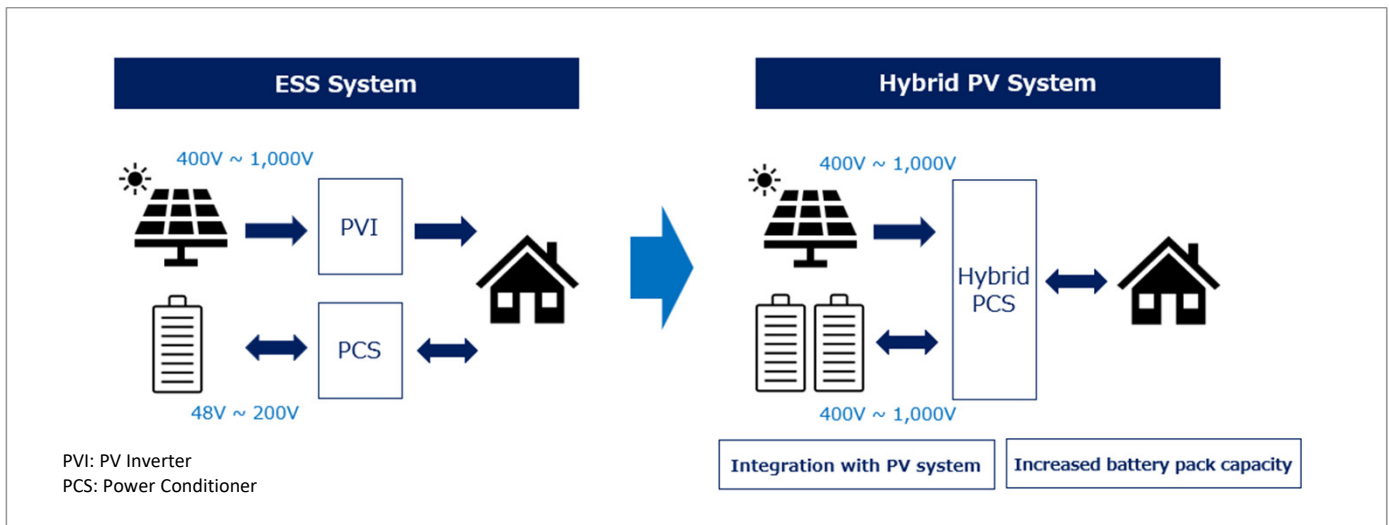 ESS System
400V ~ 1,000V
PVI
PCS
48V ~ 200V
PVI: PV Inverter
PCS: Power Conditioner
Hybrid PV System
400V ~ 1,000V
Hybrid
PCS
400V ~ 1,000V
Integration with PV system
Increased battery pack capacity